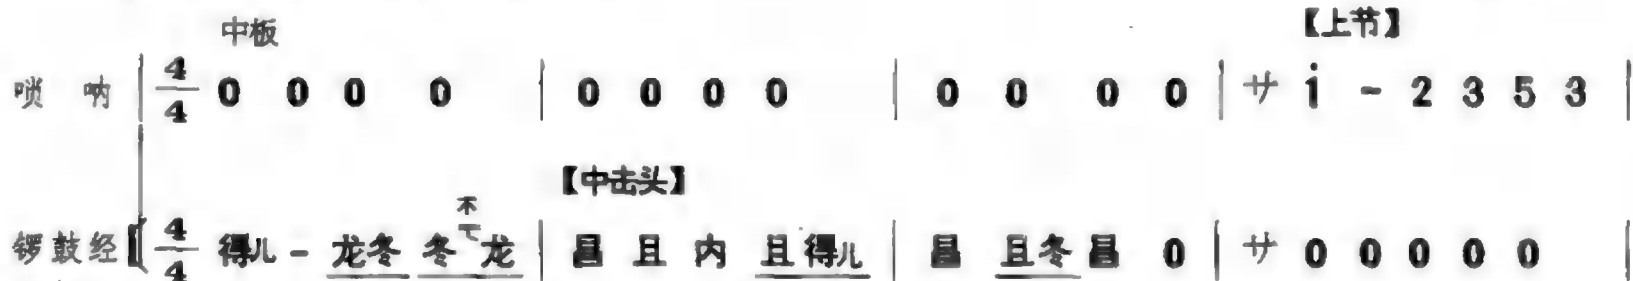 中板 【上节】
唢呐 4/4 0 0 0 0 | 0 0 0 0 | 0 0 0 0 | サ i - 2 3 5 3 |
【中击头】
锣鼓经 4/4 得儿 - 龙冬 冬 不 龙 | 昌 且 内 且得儿 | 昌 且冬 昌 0 | サ 0 0 0 0 0 |